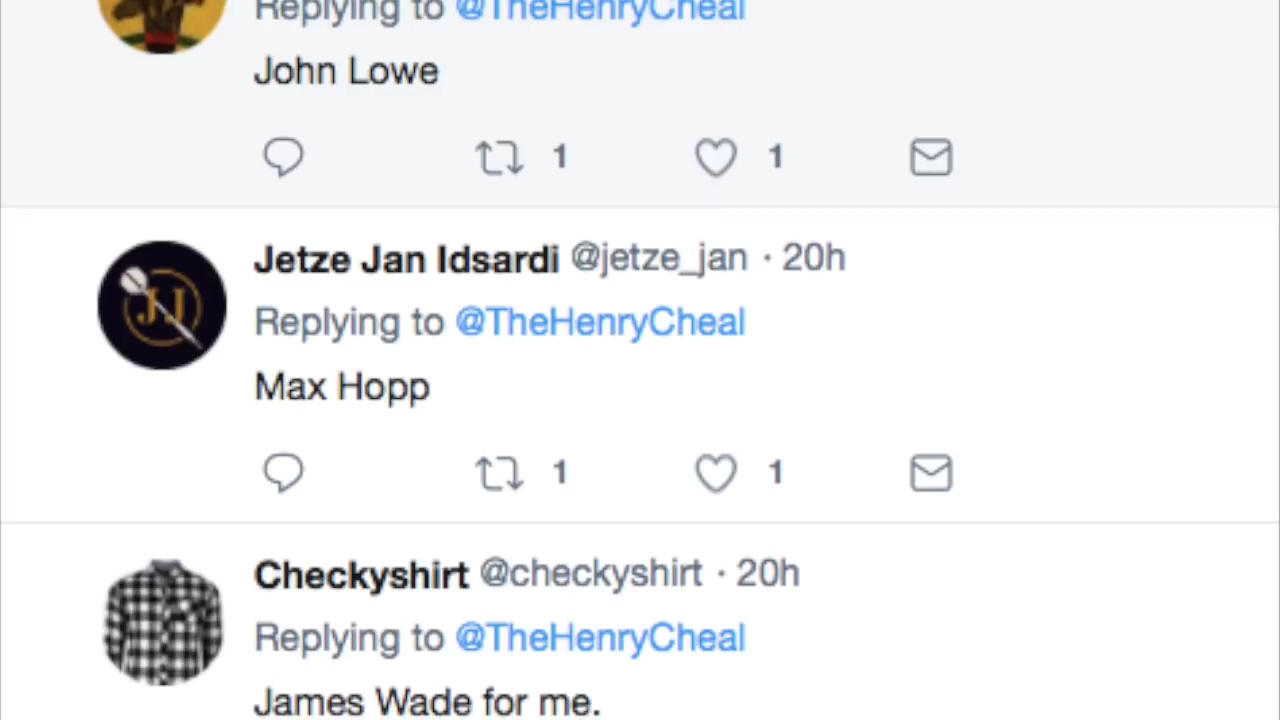 Replying to @TheHenryCheal
John Lowe
1 1
Jetze Jan Idsardi @jetze_jan · 20h
JJ
Replying to @TheHenryCheal
Max Hopp
1 1
Checkyshirt @checkyshirt · 20h
Replying to @TheHenryCheal
James Wade for me.